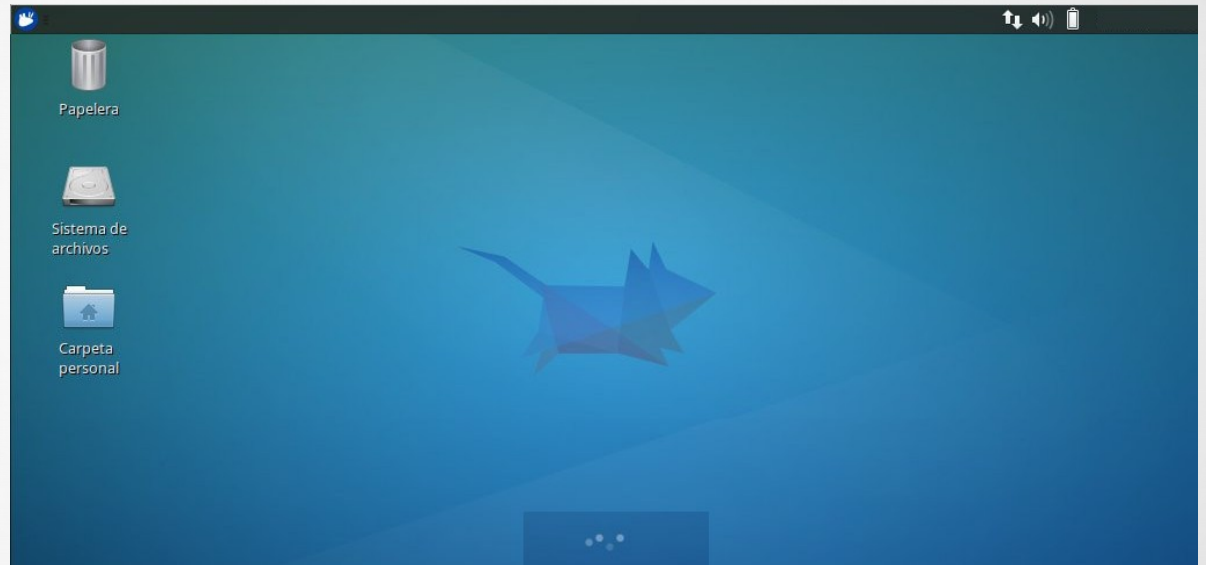 Papelera
Sistema de
archivos
Carpeta
personal